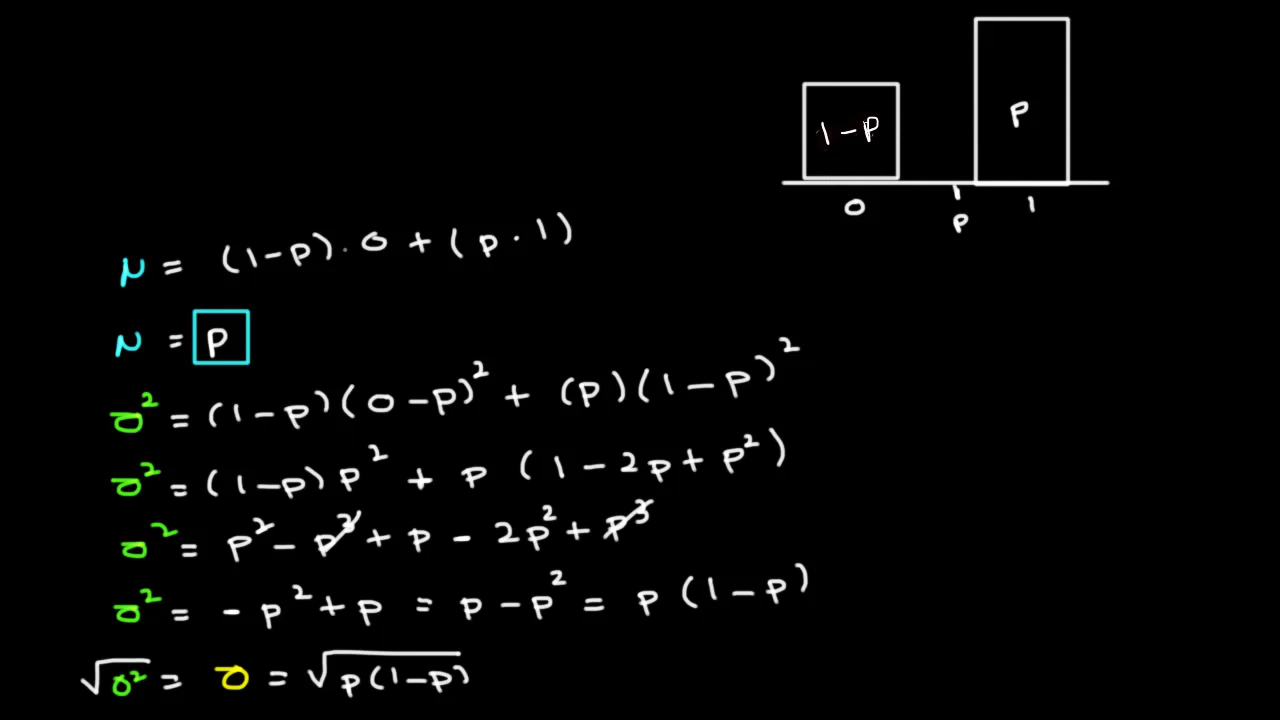 1-p
p
0
p
1
μ = (1-p)·0 + (p·1)
μ = p
σ² = (1-p)(0-p)² + (p)(1-p)²
σ² = (1-p)p² + p (1-2p+p²)
σ² = p² - p³ + p - 2p² + p³
σ² = -p² + p = p - p² = p(1-p)
√σ² = σ = √p(1-p)